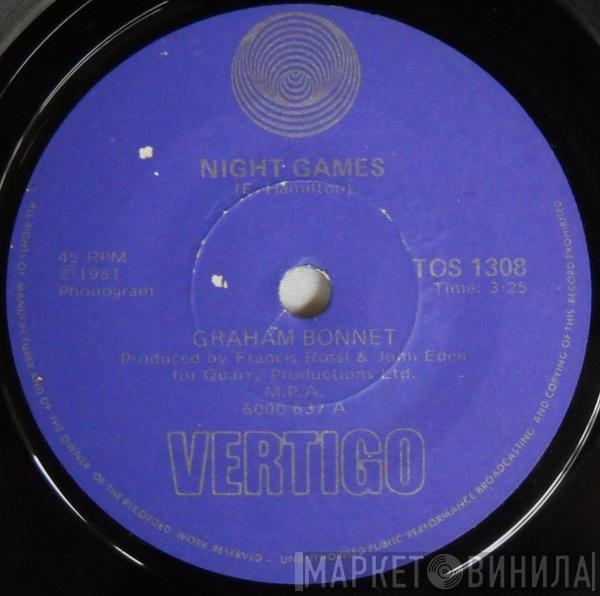 NIGHT GAMES
(E. Hamilton)
45 RPM
©1981
Phonogram
TOS 1308
Time: 3:25
GRAHAM BONNET
Produced by Francis Rossi & John Eden
for Quarry Productions Ltd.
M.P.A.
6000 637 A
VERTIGO
ALL RIGHTS OF THE MANUFACTURER AND OF THE OWNER OF THE RECORDED WORK RESERVED – UNAUTHORIZED PUBLIC PERFORMANCE BROADCASTING AND COPYING OF THIS RECORD PROHIBITED
МАРКЕТ ВИНИЛА